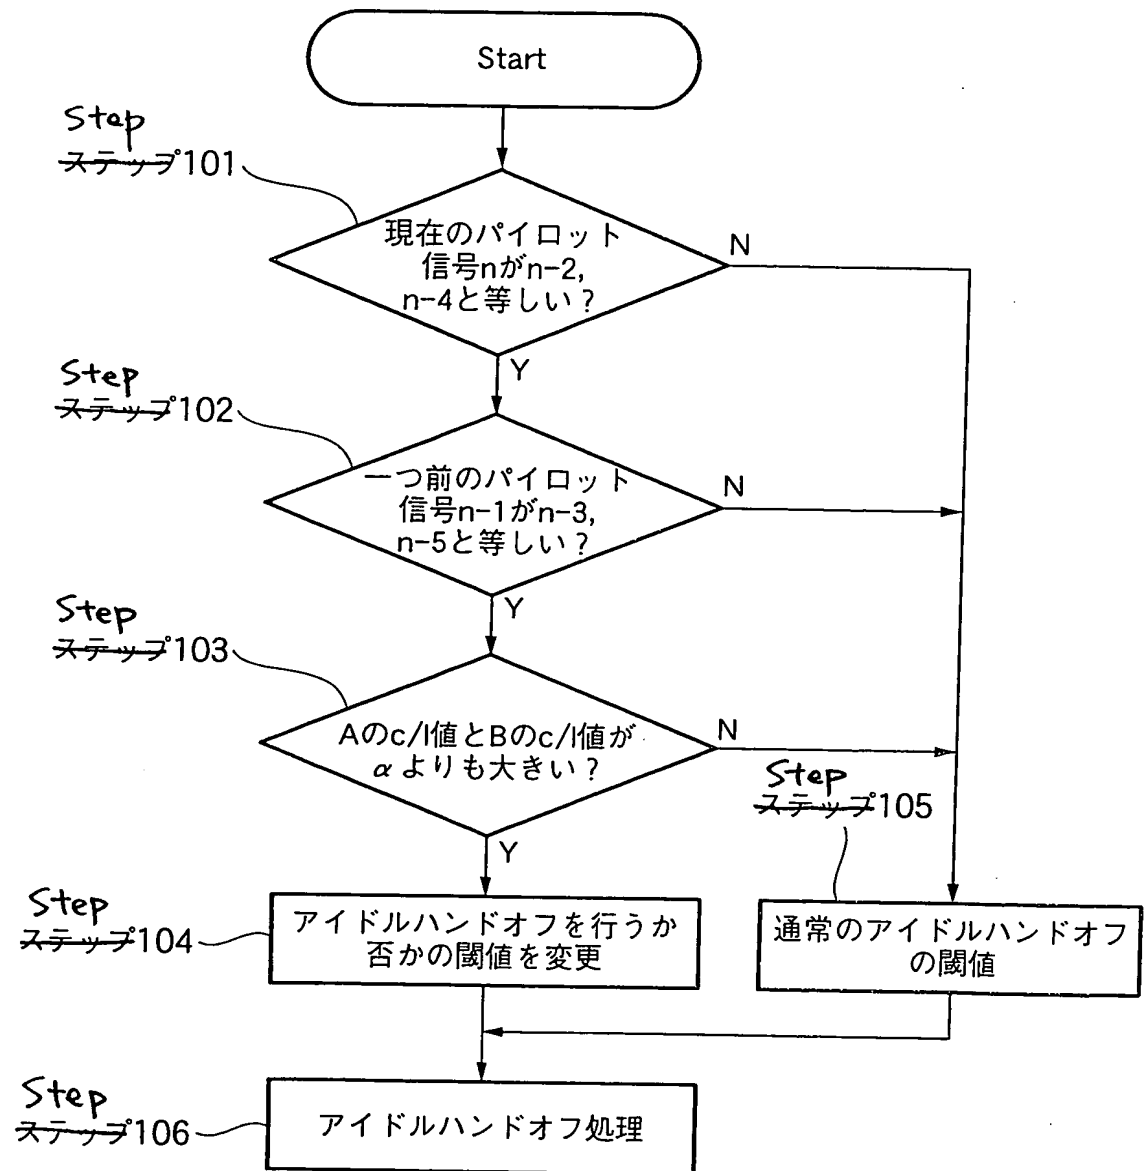 Start
Step
ステップ101
現在のパイロット
信号nがn-2,
n-4と等しい？
N
Y
Step
ステップ102
一つ前のパイロット
信号n-1がn-3,
n-5と等しい？
N
Y
Step
ステップ103
Aのc/I値とBのc/I値が
αよりも大きい？
N
Y
Step
ステップ105
Step
ステップ104
アイドルハンドオフを行うか
否かの閾値を変更
通常のアイドルハンドオフ
の閾値
Step
ステップ106
アイドルハンドオフ処理